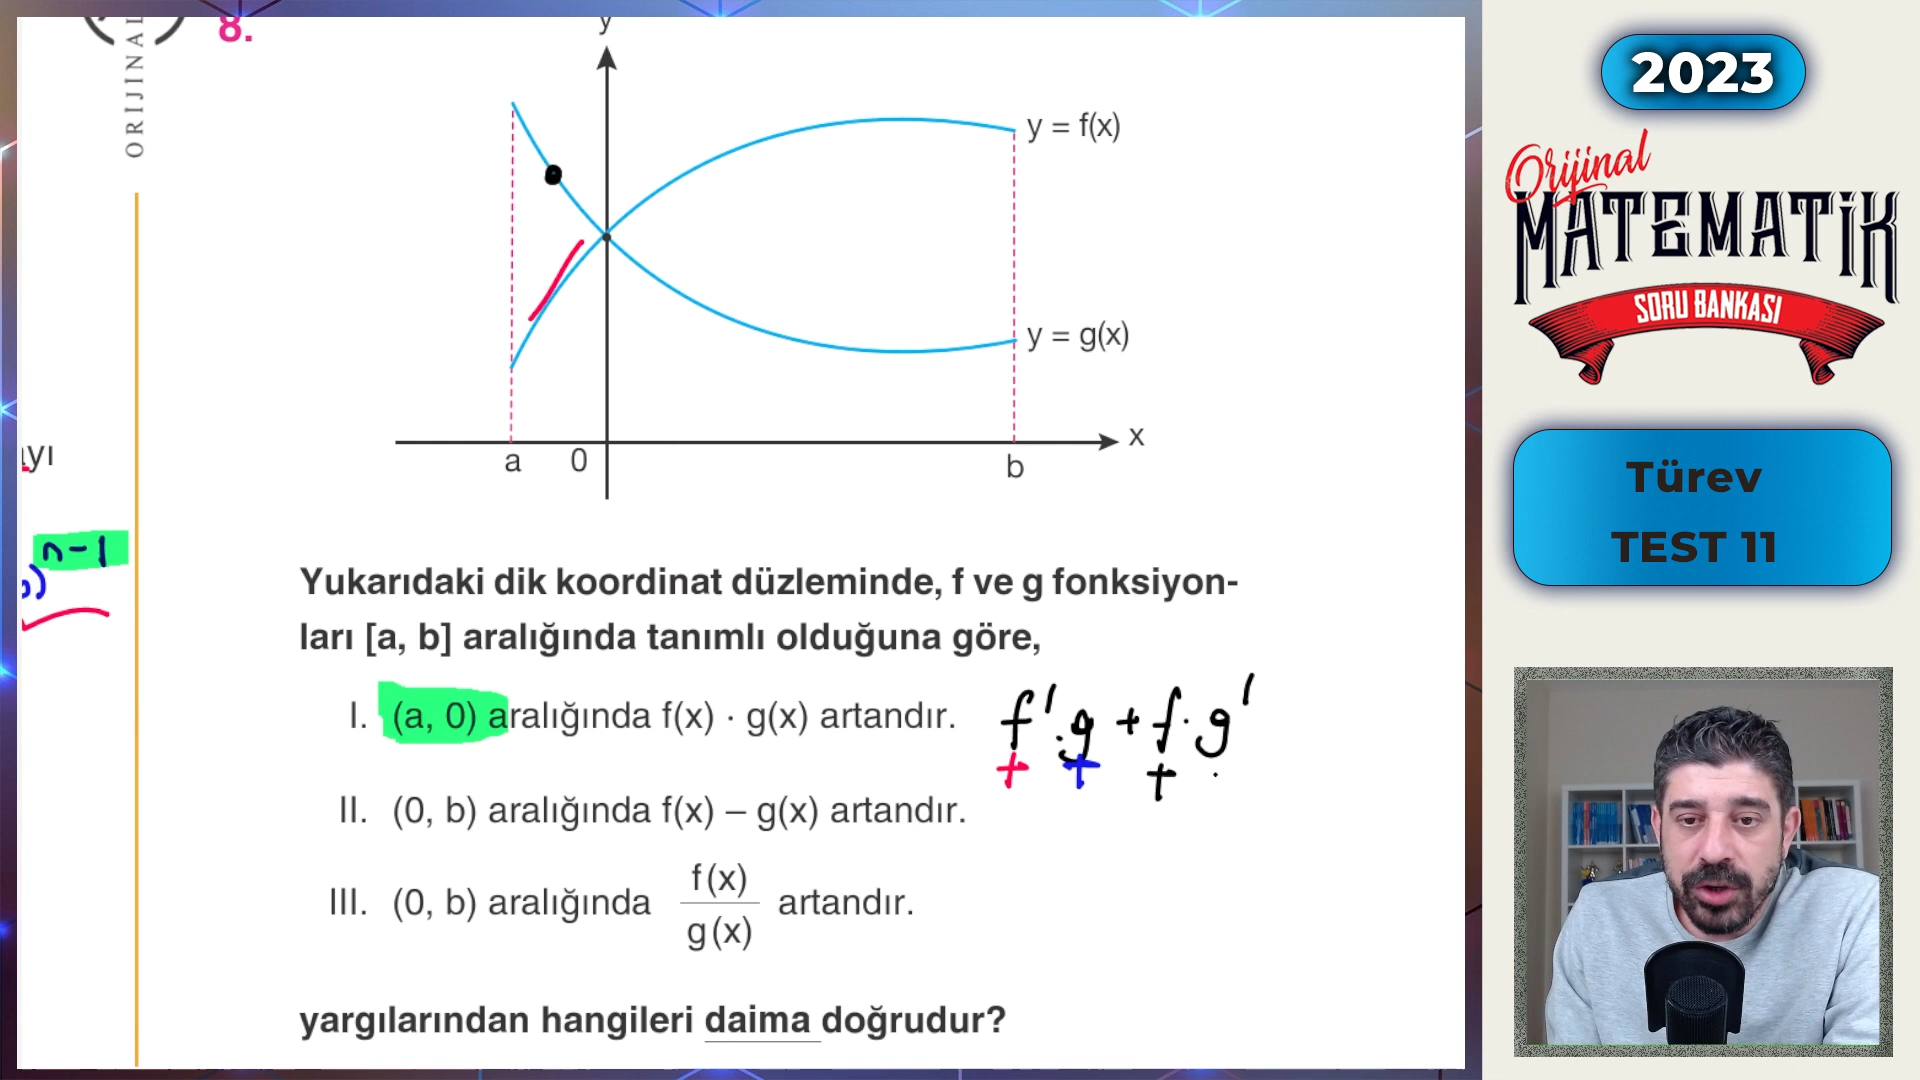 ORIJINAL
8.
y
y = f(x)
y = g(x)
x
a
0
b
ayı
n-1
Yukarıdaki dik koordinat düzleminde, f ve g fonksiyon-
ları [a, b] aralığında tanımlı olduğuna göre,
I. (a, 0) aralığında f(x) · g(x) artandır.
f'.g + f.g'
+ + +
II. (0, b) aralığında f(x) – g(x) artandır.
III. (0, b) aralığında f(x)/g(x) artandır.
yargılarından hangileri daima doğrudur?
2023
Orijinal
MATEMATİK
SORU BANKASI
Türev
TEST 11